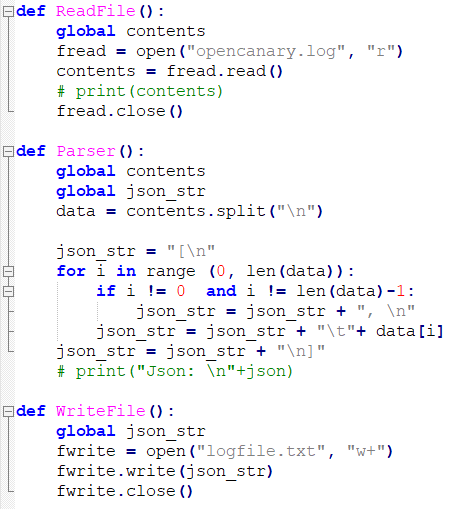 def ReadFile():
    global contents
    fread = open("opencanary.log", "r")
    contents = fread.read()
    # print(contents)
    fread.close()

def Parser():
    global contents
    global json_str
    data = contents.split("\n")

    json_str = "[\n"
    for i in range (0, len(data)):
        if i != 0  and i != len(data)-1:
            json_str = json_str + ", \n"
        json_str = json_str + "\t"+ data[i]
    json_str = json_str + "\n]"
    # print("Json: \n"+json)

def WriteFile():
    global json_str
    fwrite = open("logfile.txt", "w+")
    fwrite.write(json_str)
    fwrite.close()